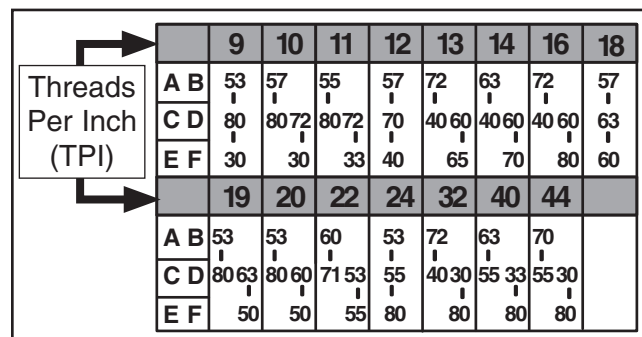 9 10 11 12 13 14 16 18
Threads Per Inch (TPI)
A B 53 57 55 57 72 63 72 57
C D 80 80 72 80 72 70 40 60 40 60 40 60 63
E F 30 30 33 40 65 70 80 60
19 20 22 24 32 40 44
A B 53 53 60 53 72 63 70
C D 80 63 80 60 71 53 55 40 30 55 33 55 30
E F 50 50 55 80 80 80 80